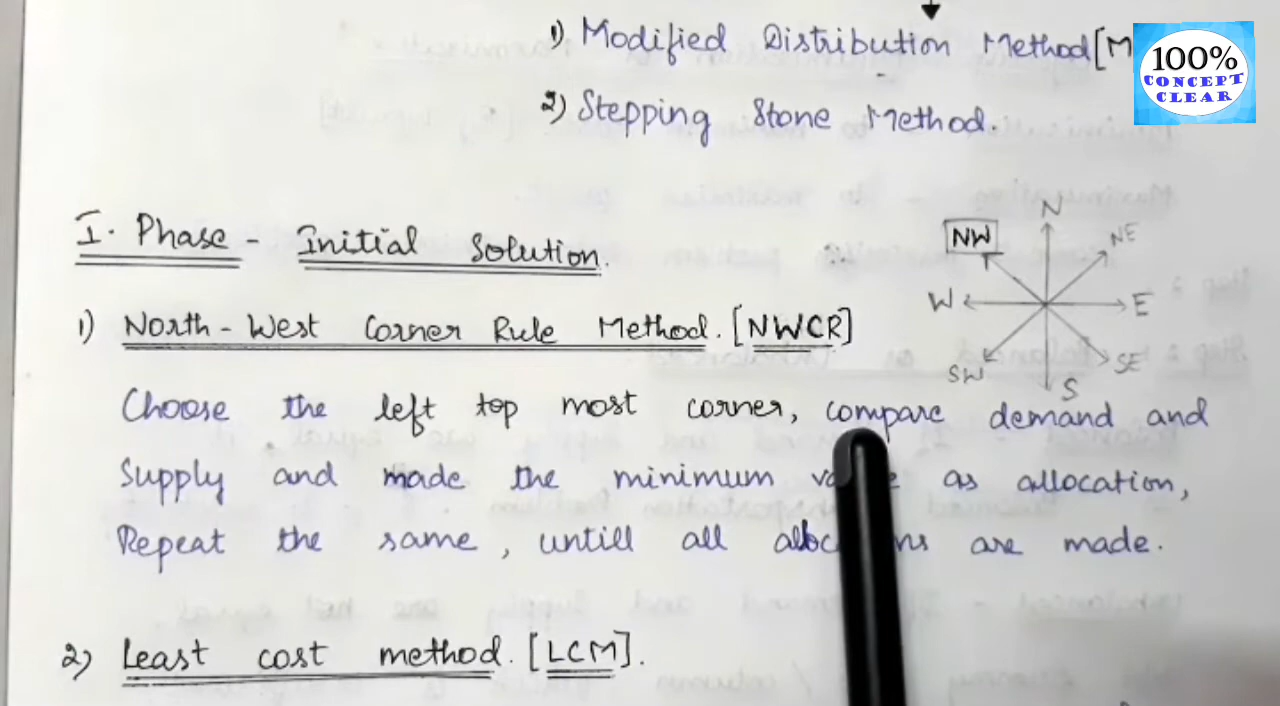 1) Modified Distribution Method [M
2) Stepping Stone Method.
100%
CONCEPT
CLEAR
I. Phase - Initial Solution.
N
NW
NE
W
E
SW
S
SE
1) North - West Corner Rule Method. [NWCR]
Choose the left top most corner, compare demand and
Supply and made the minimum as allocation,
Repeat the same, untill all are made.
2) Least cost method. [LCM].